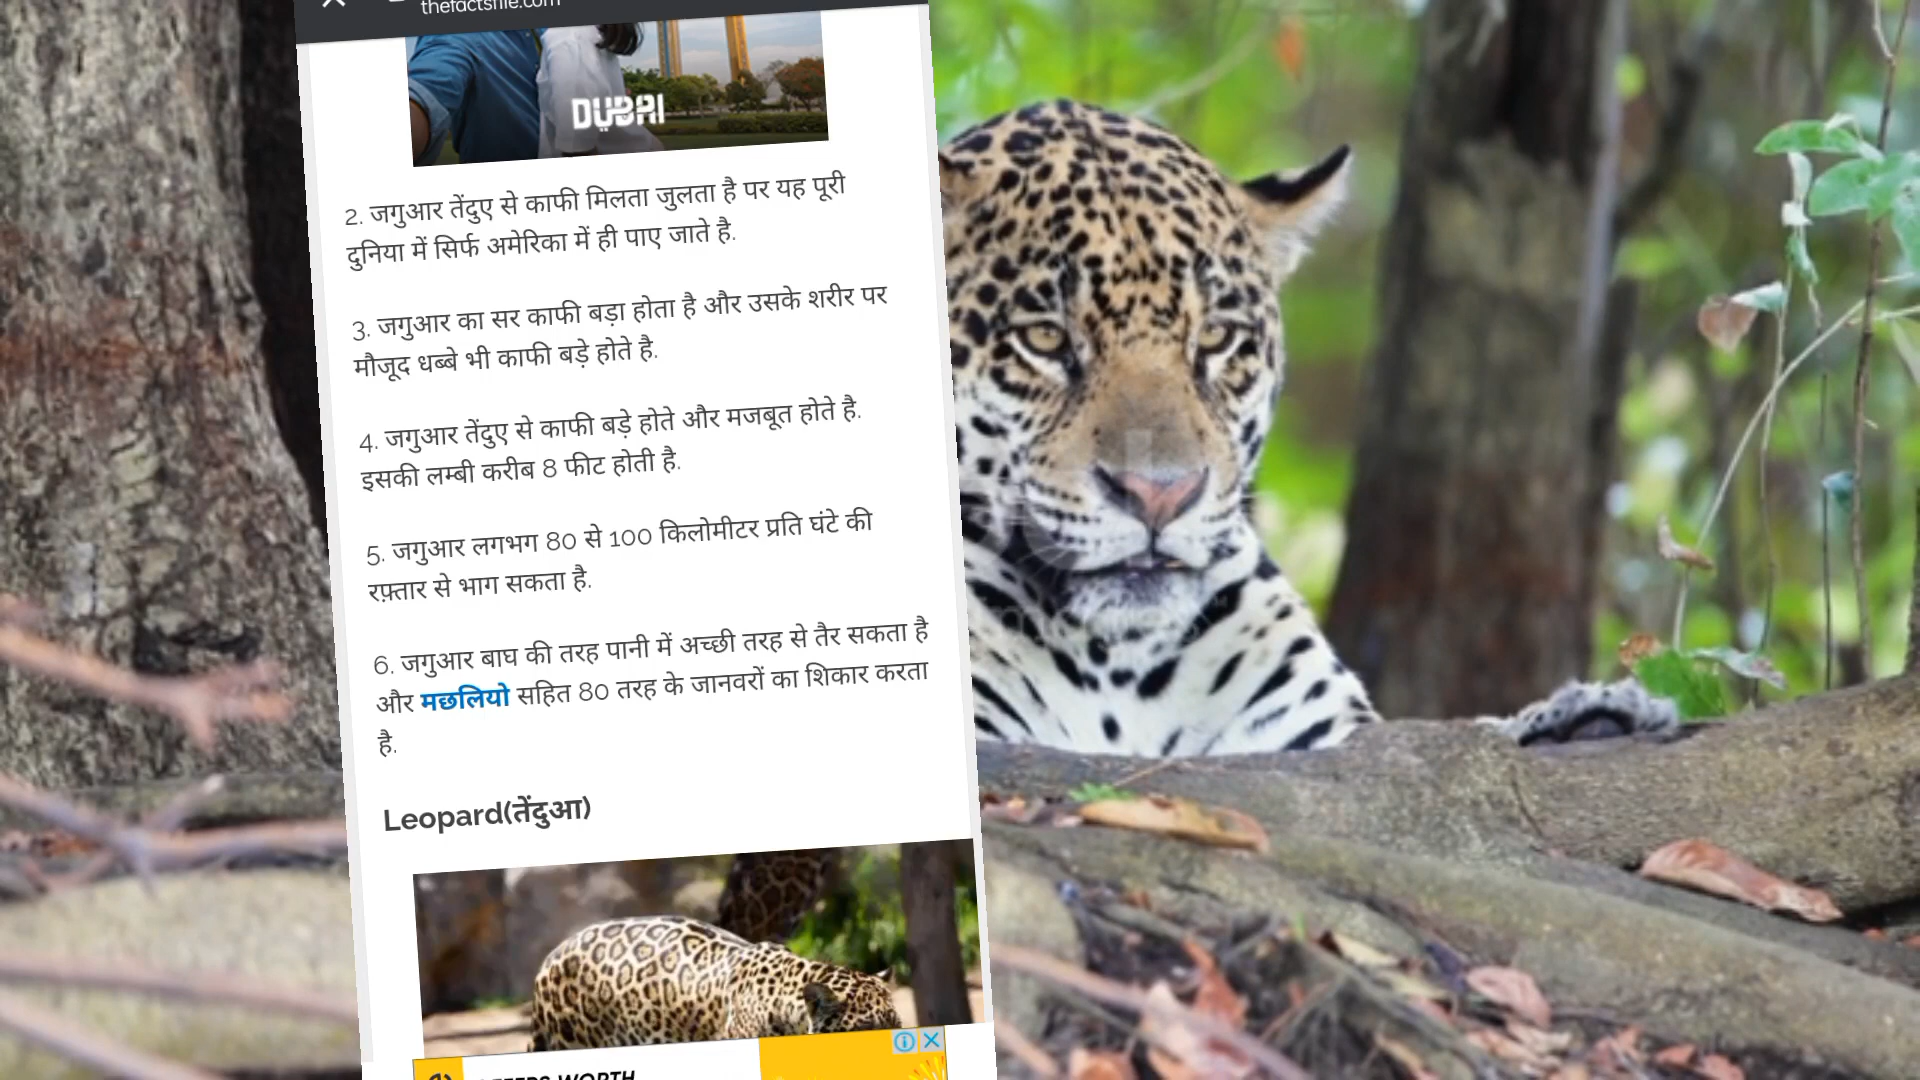 thefactsfile.com
DUBAI
2. जगुआर तेंदुए से काफी मिलता जुलता है पर यह पूरी
दुनिया में सिर्फ अमेरिका में ही पाए जाते है.
3. जगुआर का सर काफी बड़ा होता है और उसके शरीर पर
मौजूद धब्बे भी काफी बड़े होते है.
4. जगुआर तेंदुए से काफी बड़े होते और मजबूत होते है.
इसकी लम्बी करीब 8 फीट होती है.
5. जगुआर लगभग 80 से 100 किलोमीटर प्रति घंटे की
रफ़्तार से भाग सकता है.
6. जगुआर बाघ की तरह पानी में अच्छी तरह से तैर सकता है
और मछलियो सहित 80 तरह के जानवरों का शिकार करता
है.
Leopard(तेंदुआ)
WORTH